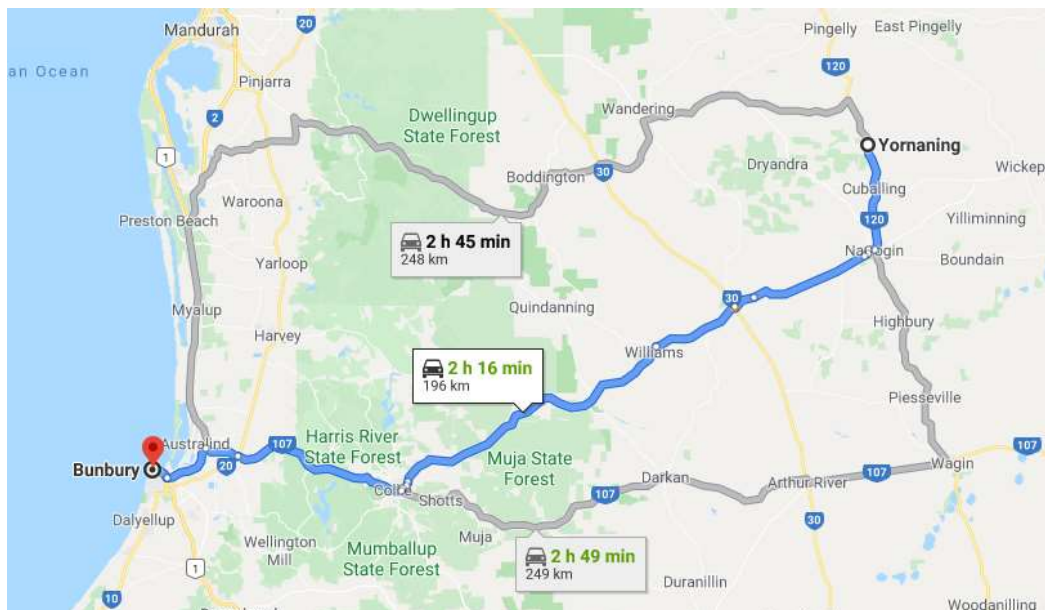 Mandurah
20
Pingelly
East Pingelly
an Ocean
120
Pinjarra
2
Wandering
Dwellingup
State Forest
1
30
Yornaning
Dryandra
Wickep
Boddington
Cuballing
Waroona
Preston Beach
120
Yilliminning
2 h 45 min
248 km
Narrogin
Boundain
Yarloop
30
Myalup
Quindanning
Harvey
Highbury
Williams
2 h 16 min
196 km
Piesseville
Harris River
State Forest
Australind
107
Muja State
Forest
107
Bunbury
20
Wagin
Darkan
107
Collie
Shotts
107
Arthur River
Dalyellup
Muja
30
Wellington
Mill
Mumballup
State Forest
2 h 49 min
249 km
1
Duranillin
10
Woodanilling